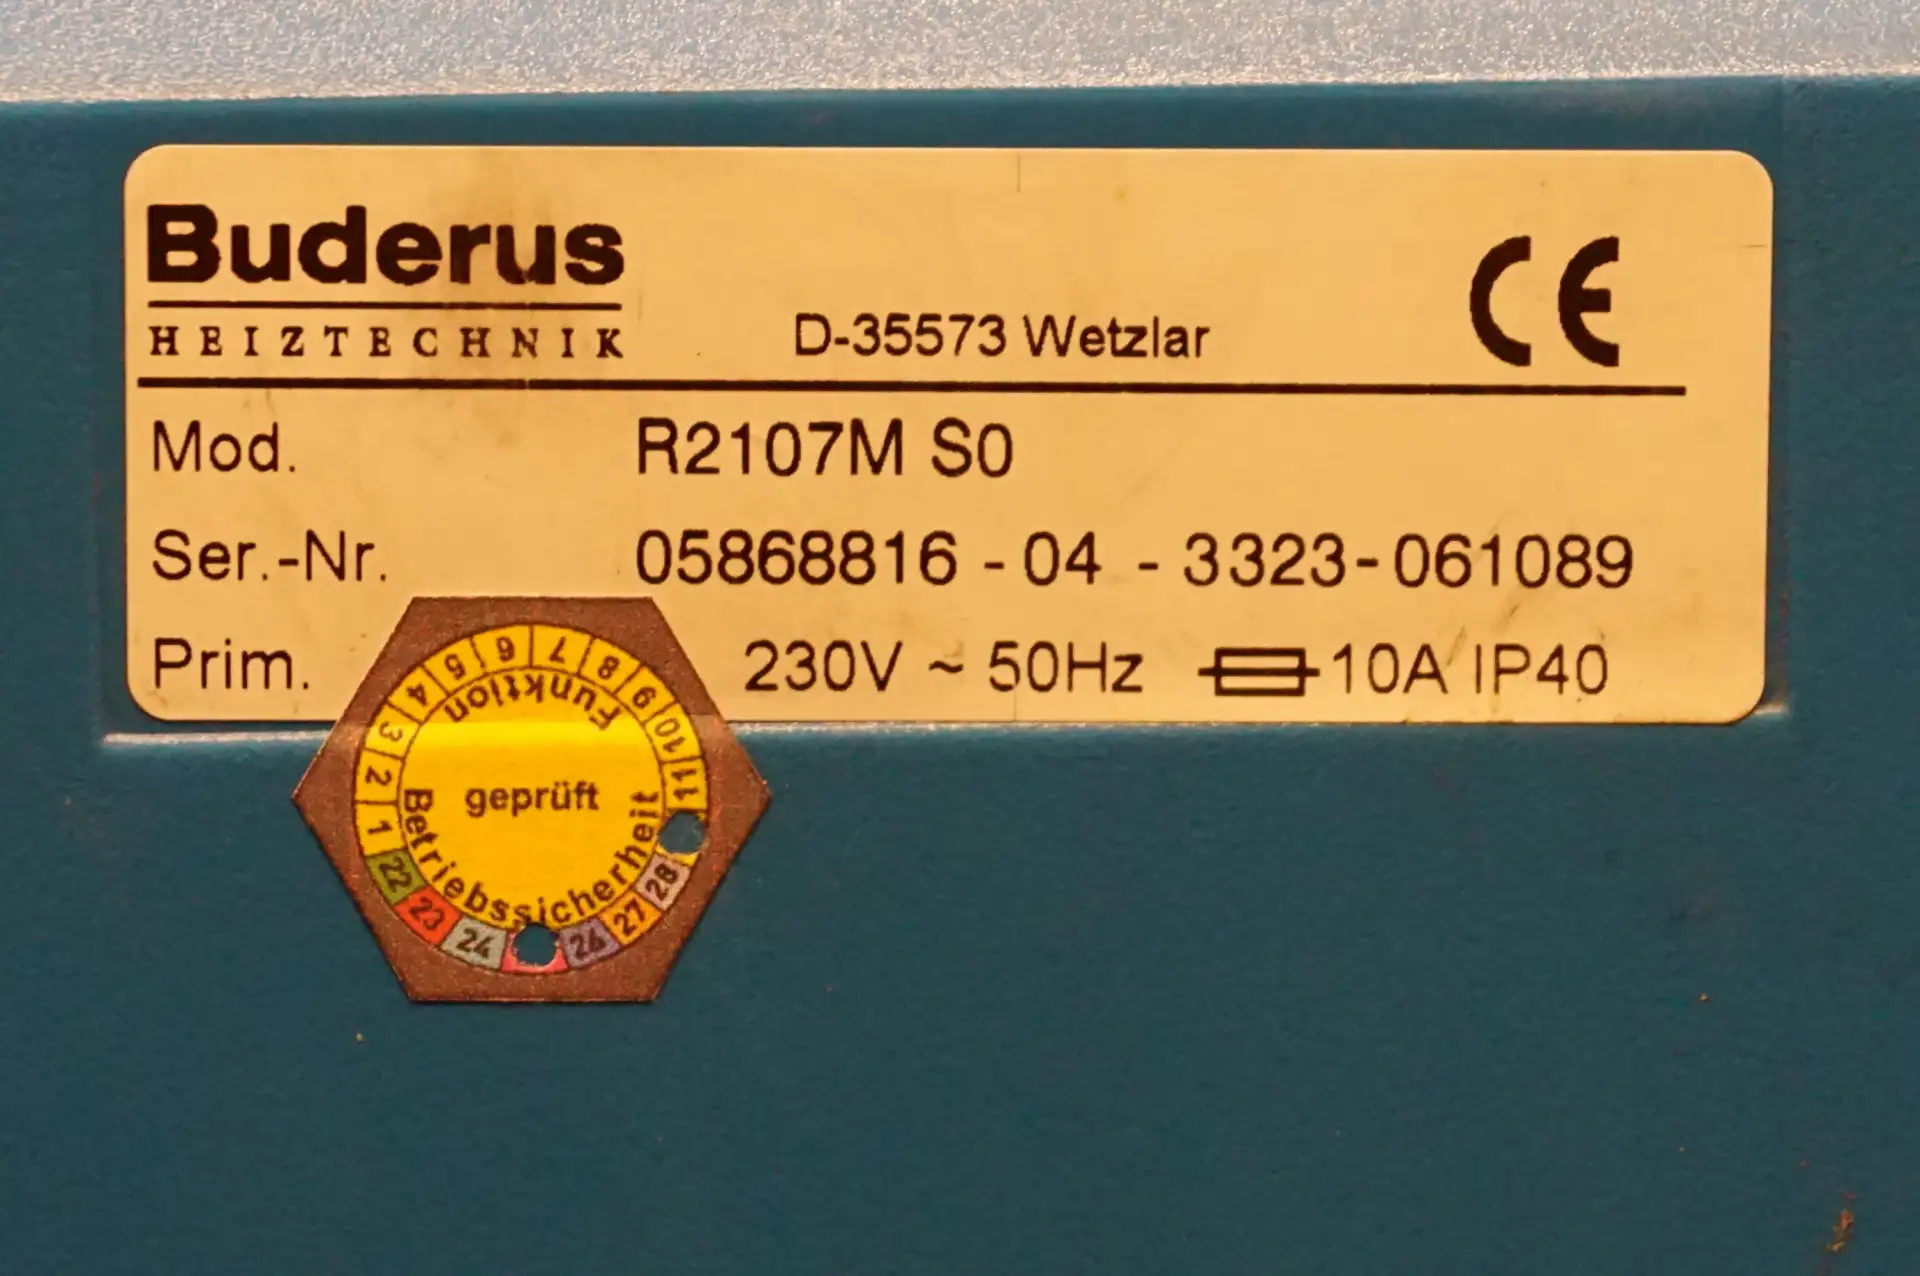 Buderus
HEIZTECHNIK
D-35573 Wetzlar
CE
Mod. R2107M S0
Ser.-Nr. 05868816 - 04 - 3323-061089
Prim. 230V ~ 50Hz 10A IP40
1 2 3 4 5 6 7 8 9 10 11
Funktion
geprüft
Betriebssicherheit
22 23 24 26 27 28